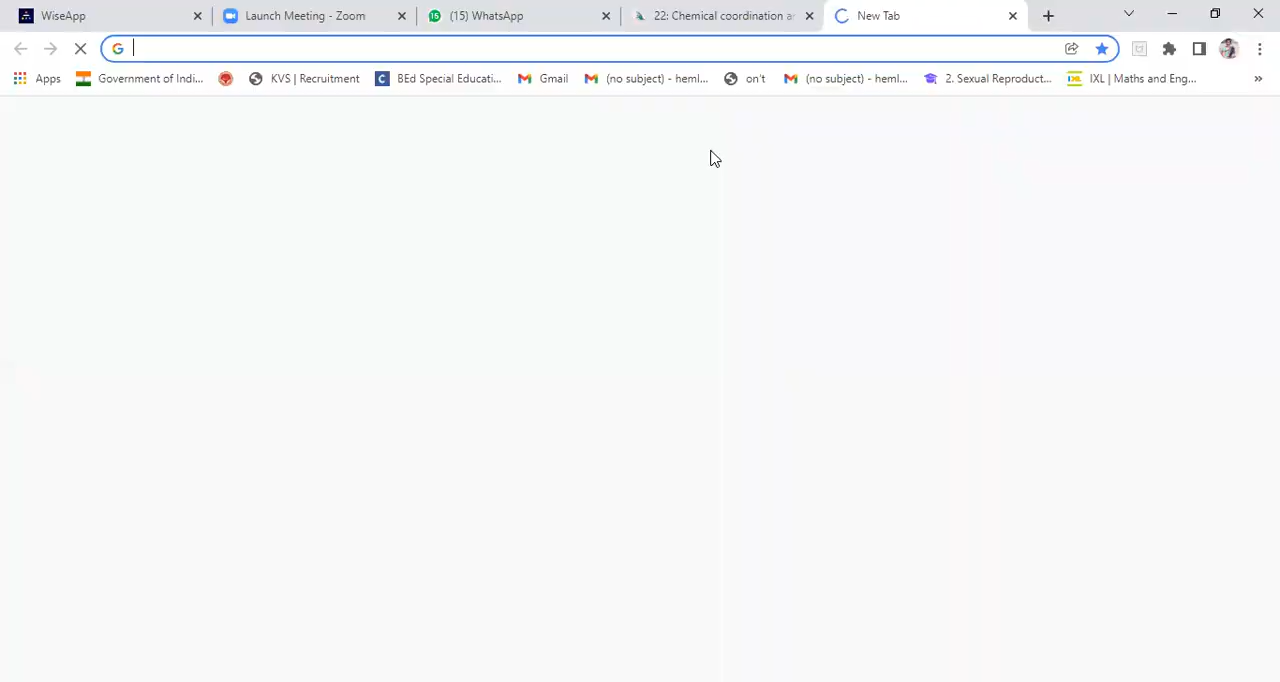 WiseApp Launch Meeting - Zoom (15) WhatsApp 22: Chemical coordination a New Tab
Apps Government of Indi... KVS | Recruitment BEd Special Educati... Gmail (no subject) - heml... on't (no subject) - heml... 2. Sexual Reproduct... IXL | Maths and Eng... »